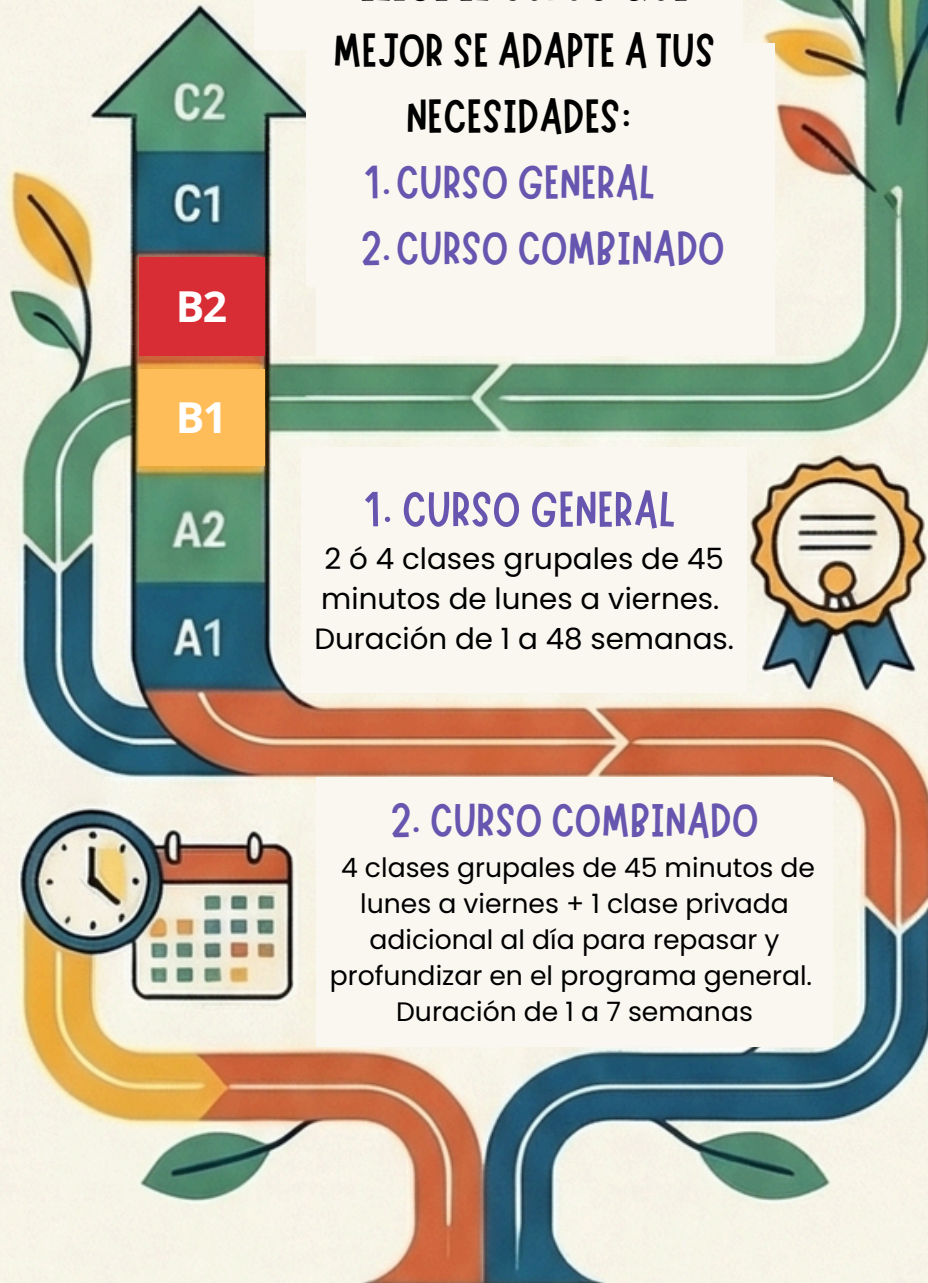 MEJOR SE ADAPTE A TUS
NECESIDADES:
1. CURSO GENERAL
2. CURSO COMBINADO
C2
C1
B2
B1
A2
A1
1. CURSO GENERAL
2 ó 4 clases grupales de 45
minutos de lunes a viernes.
Duración de 1 a 48 semanas.
2. CURSO COMBINADO
4 clases grupales de 45 minutos de
lunes a viernes + 1 clase privada
adicional al día para repasar y
profundizar en el programa general.
Duración de 1 a 7 semanas